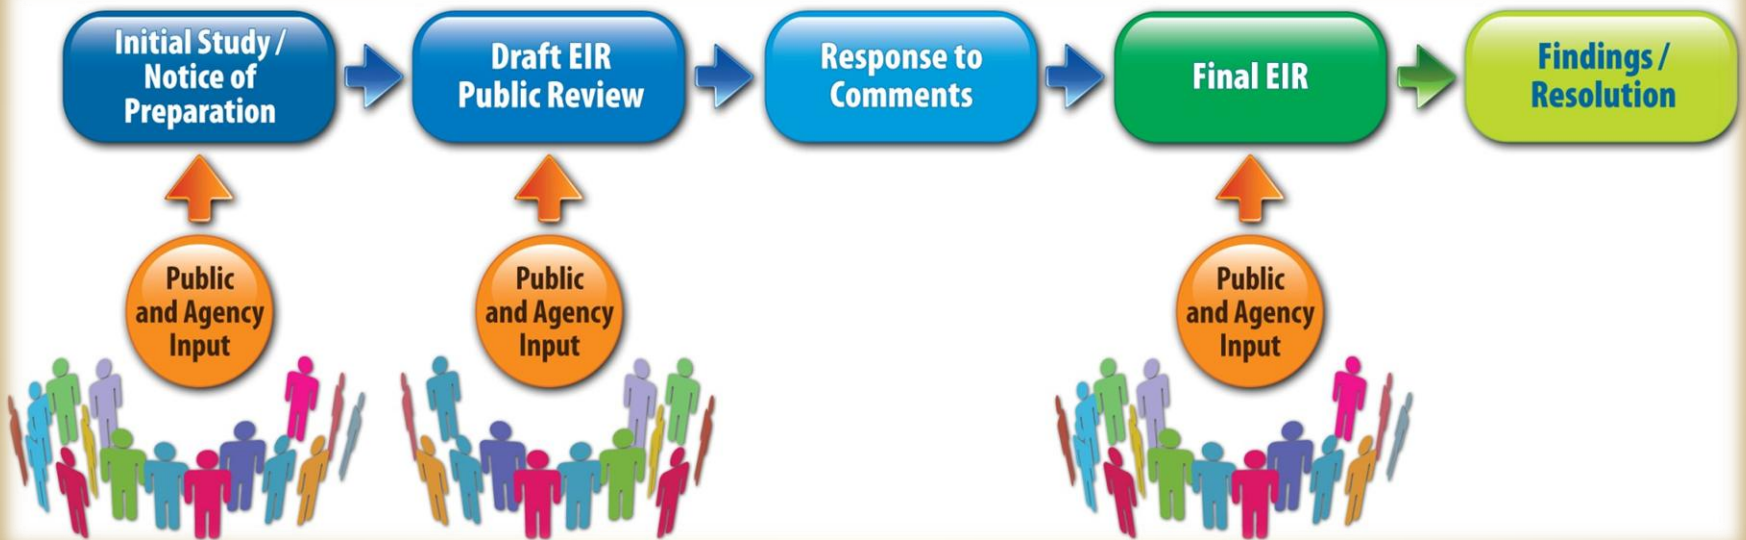 Initial Study /
Notice of
Preparation
Draft EIR
Public Review
Response to
Comments
Final EIR
Findings /
Resolution
Public
and Agency
Input
Public
and Agency
Input
Public
and Agency
Input